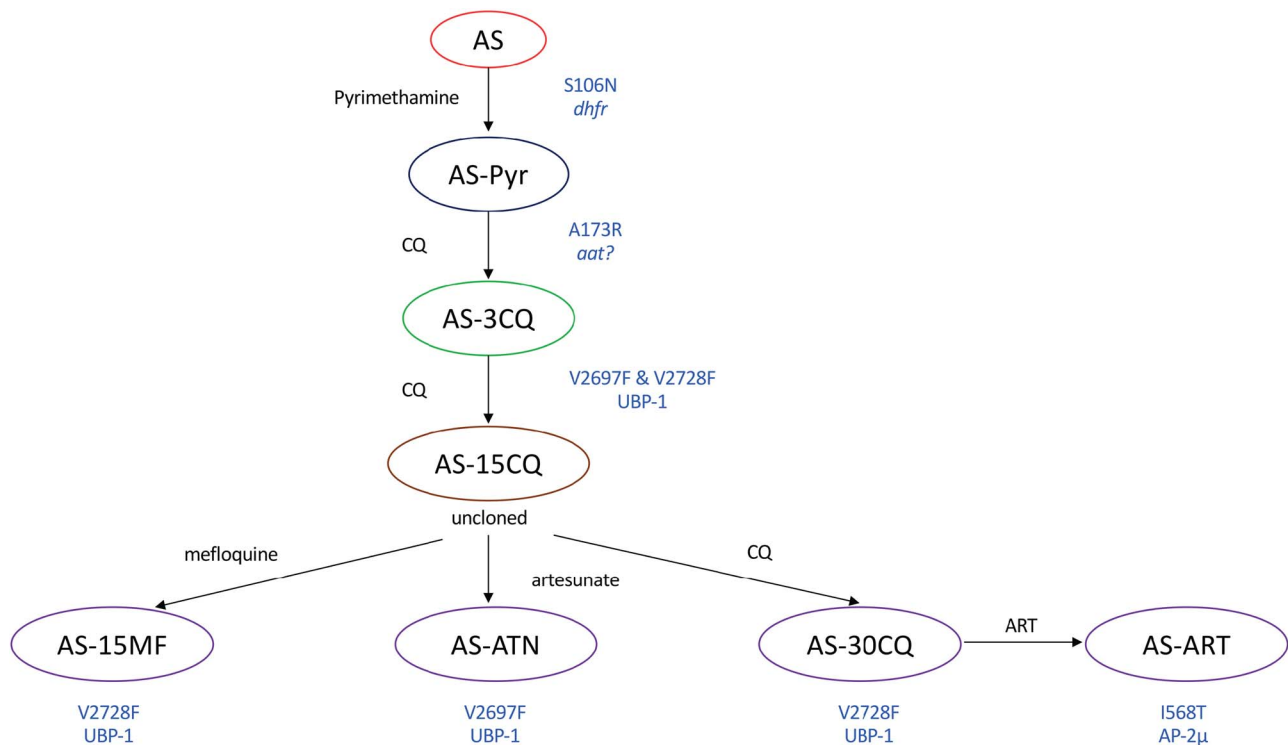 AS
Pyrimethamine
S106N
dhfr
AS-Pyr
CQ
A173R
aat?
AS-3CQ
CQ
V2697F & V2728F
UBP-1
AS-15CQ
uncloned
mefloquine
artesunate
CQ
AS-15MF
AS-ATN
AS-30CQ
ART
AS-ART
V2728F
UBP-1
V2697F
UBP-1
V2728F
UBP-1
I568T
AP-2μ